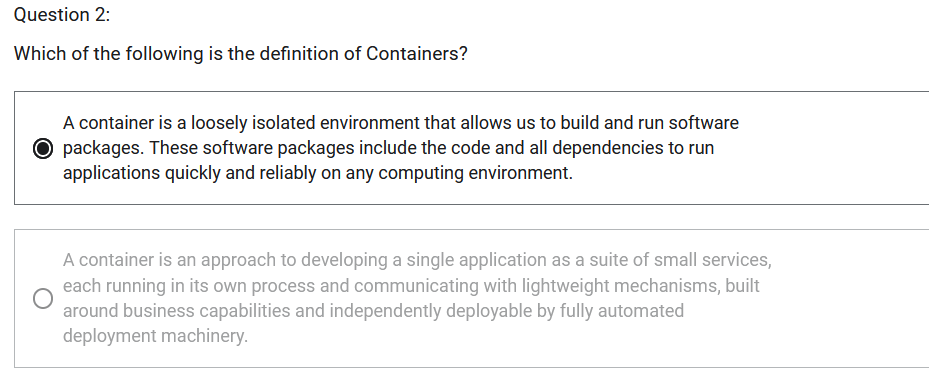 Question 2:
Which of the following is the definition of Containers?
A container is a loosely isolated environment that allows us to build and run software
packages. These software packages include the code and all dependencies to run
applications quickly and reliably on any computing environment.
A container is an approach to developing a single application as a suite of small services,
each running in its own process and communicating with lightweight mechanisms, built
around business capabilities and independently deployable by fully automated
deployment machinery.